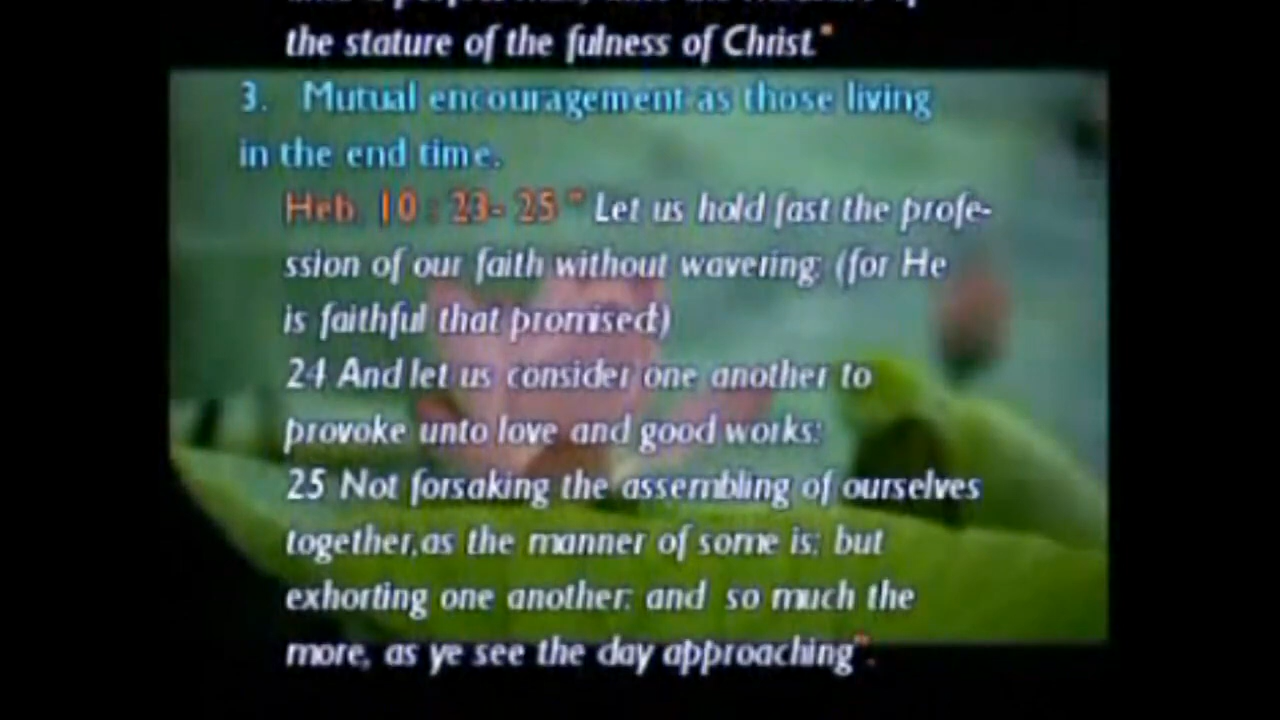 the stature of the fulness of Christ."
3. Mutual encouragement as those living
in the end time.
Heb. 10 : 23- 25 " Let us hold fast the profe-
ssion of our faith without wavering; (for He
is faithful that promised;)
24 And let us consider one another to
provoke unto love and good works:
25 Not forsaking the assembling of ourselves
together,as the manner of some is; but
exhorting one another: and so much the
more, as ye see the day approaching".